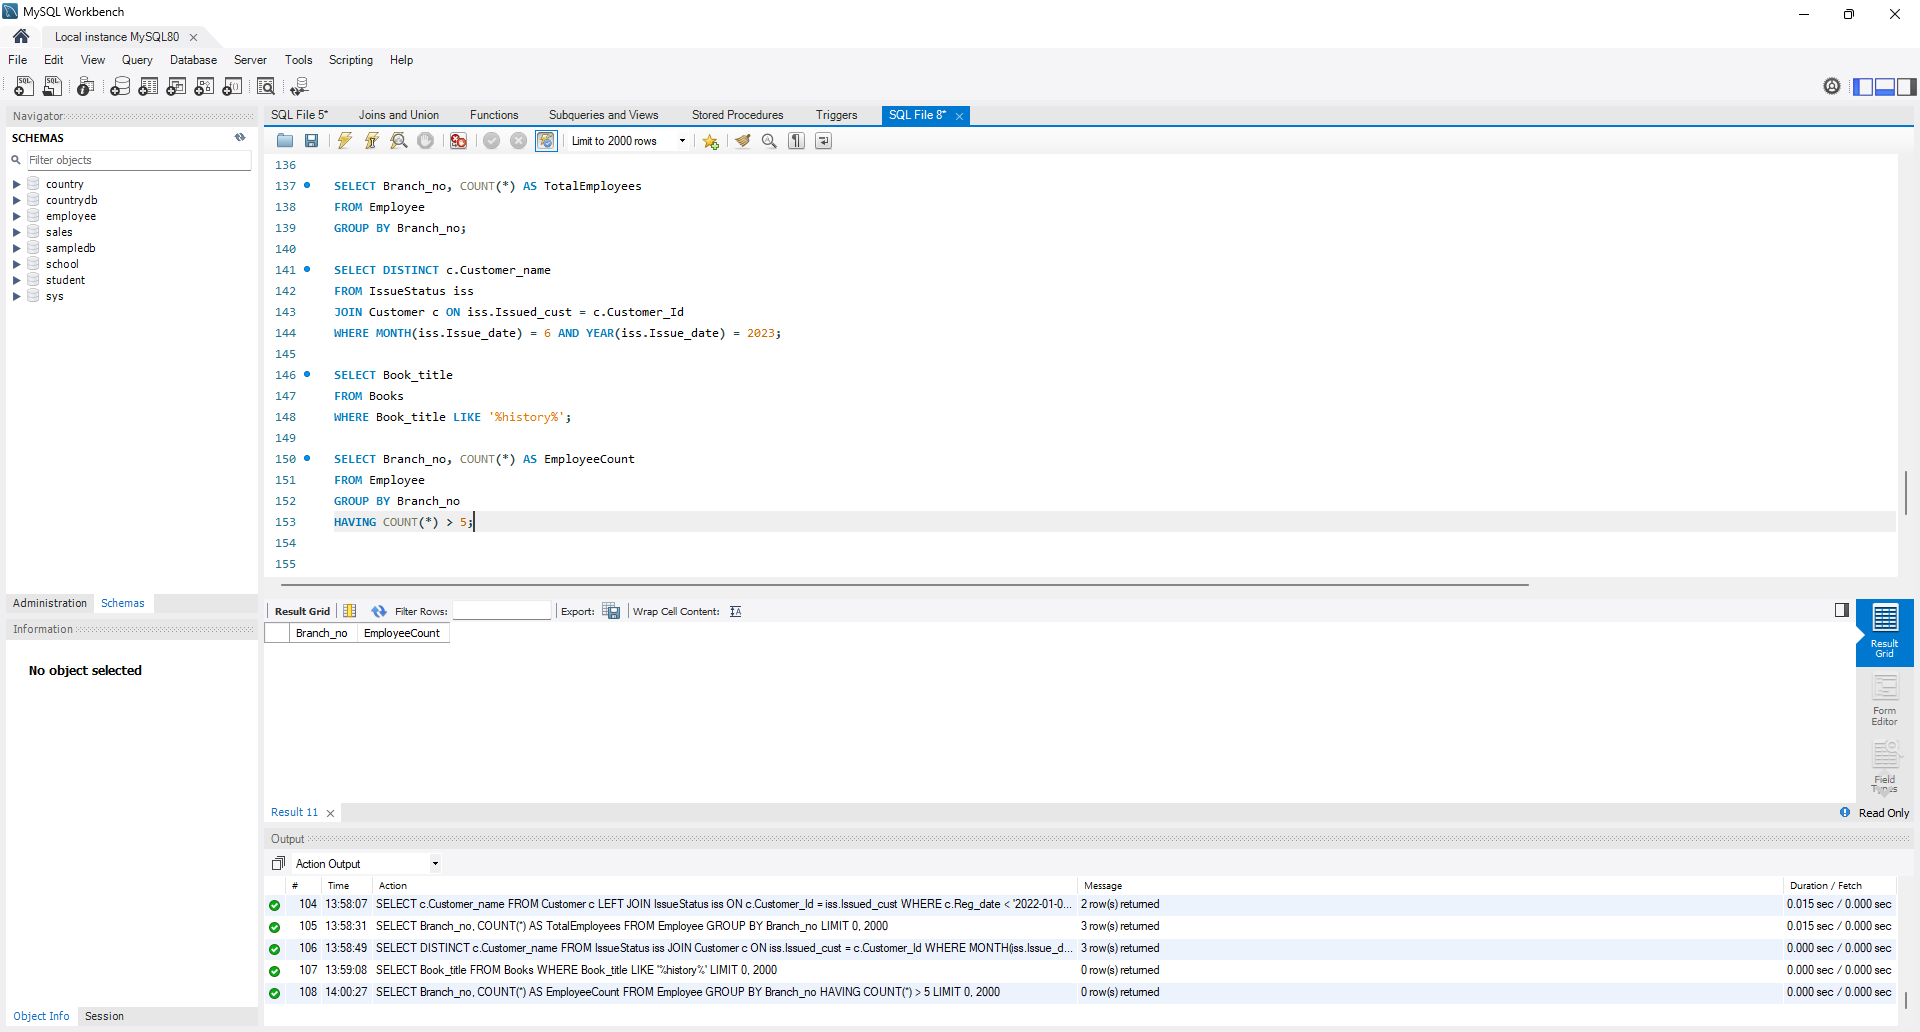 MySQL Workbench
Local instance MySQL80
File Edit View Query Database Server Tools Scripting Help
Navigator
SCHEMAS
Filter objects
country
countrydb
employee
sales
sampledb
school
student
sys
Administration Schemas
Information
No object selected
Object Info Session
SQL File 5* Joins and Union Functions Subqueries and Views Stored Procedures Triggers SQL File 8*
Limit to 2000 rows
136
137 SELECT Branch_no, COUNT(*) AS TotalEmployees
138 FROM Employee
139 GROUP BY Branch_no;
140
141 SELECT DISTINCT c.Customer_name
142 FROM IssueStatus iss
143 JOIN Customer c ON iss.Issued_cust = c.Customer_Id
144 WHERE MONTH(iss.Issue_date) = 6 AND YEAR(iss.Issue_date) = 2023;
145
146 SELECT Book_title
147 FROM Books
148 WHERE Book_title LIKE '%history%';
149
150 SELECT Branch_no, COUNT(*) AS EmployeeCount
151 FROM Employee
152 GROUP BY Branch_no
153 HAVING COUNT(*) > 5;
154
155
Result Grid Filter Rows: Export: Wrap Cell Content:
Branch_no EmployeeCount
Result
Grid
Form
Editor
Field
Types
Result 11
Read Only
Output
Action Output
# Time Action Message Duration / Fetch
104 13:58:07 SELECT c.Customer_name FROM Customer c LEFT JOIN IssueStatus iss ON c.Customer_Id = iss.Issued_cust WHERE c.Reg_date < '2022-01-0... 2 row(s) returned 0.015 sec / 0.000 sec
105 13:58:31 SELECT Branch_no, COUNT(*) AS TotalEmployees FROM Employee GROUP BY Branch_no LIMIT 0, 2000 3 row(s) returned 0.015 sec / 0.000 sec
106 13:58:49 SELECT DISTINCT c.Customer_name FROM IssueStatus iss JOIN Customer c ON iss.Issued_cust = c.Customer_Id WHERE MONTH(iss.Issue_d... 3 row(s) returned 0.000 sec / 0.000 sec
107 13:59:08 SELECT Book_title FROM Books WHERE Book_title LIKE '%history%' LIMIT 0, 2000 0 row(s) returned 0.000 sec / 0.000 sec
108 14:00:27 SELECT Branch_no, COUNT(*) AS EmployeeCount FROM Employee GROUP BY Branch_no HAVING COUNT(*) > 5 LIMIT 0, 2000 0 row(s) returned 0.000 sec / 0.000 sec